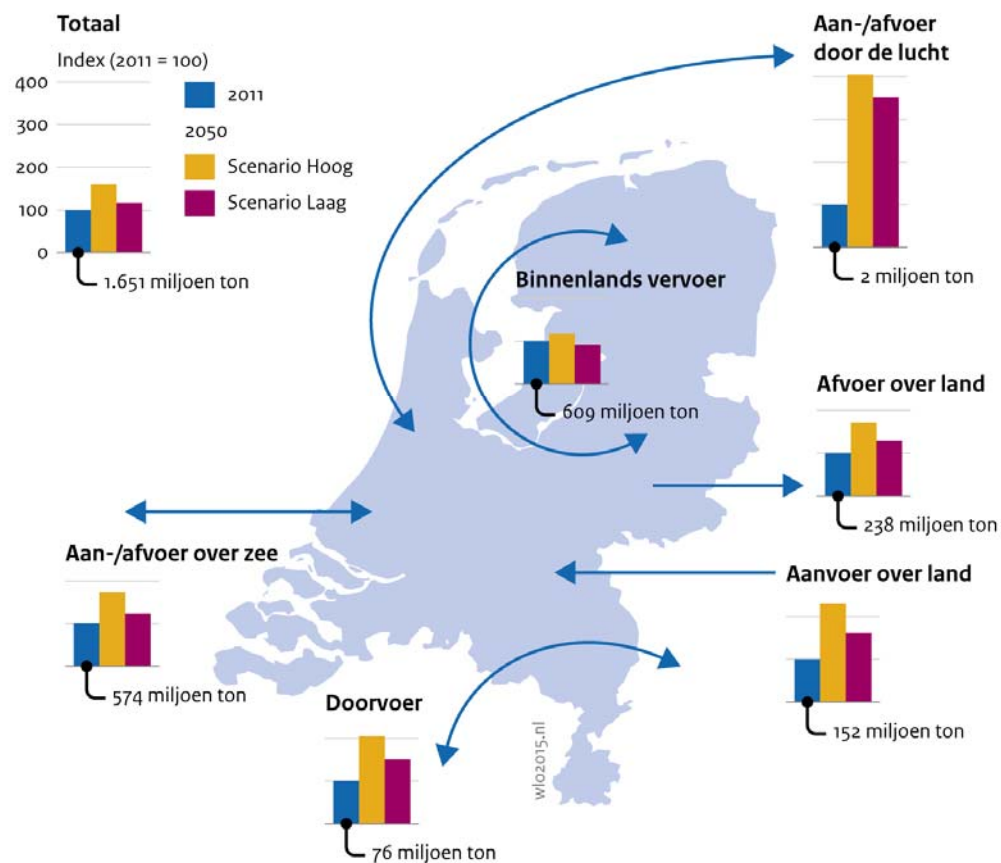 Totaal
Index (2011 = 100)
400
300
200
100
0
2011
2050
Scenario Hoog
Scenario Laag
1.651 miljoen ton
Aan-/afvoer
door de lucht
2 miljoen ton
Binnenlands vervoer
609 miljoen ton
Afvoer over land
238 miljoen ton
Aan-/afvoer over zee
574 miljoen ton
Aanvoer over land
152 miljoen ton
Doorvoer
76 miljoen ton
wlo2015.nl